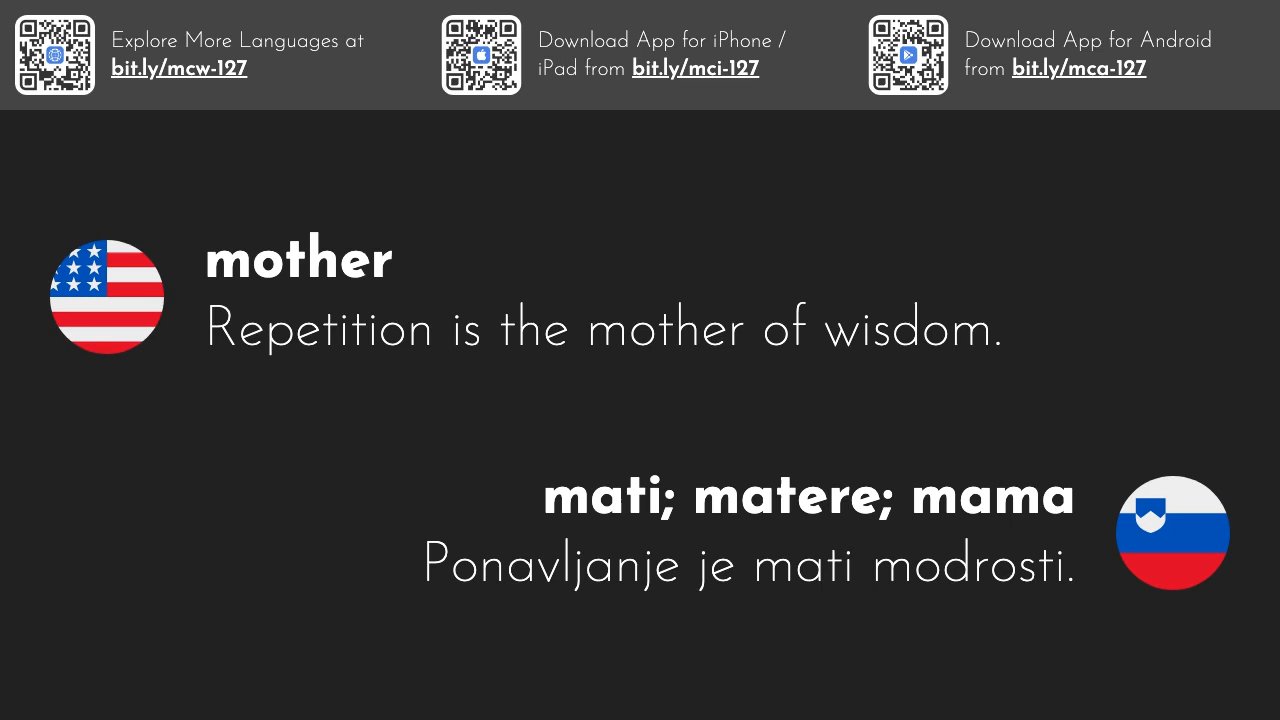 Explore More Languages at
bit.ly/mcw-127
Download App for iPhone /
iPad from bit.ly/mci-127
Download App for Android
from bit.ly/mca-127
mother
Repetition is the mother of wisdom.
mati; matere; mama
Ponavljanje je mati modrosti.